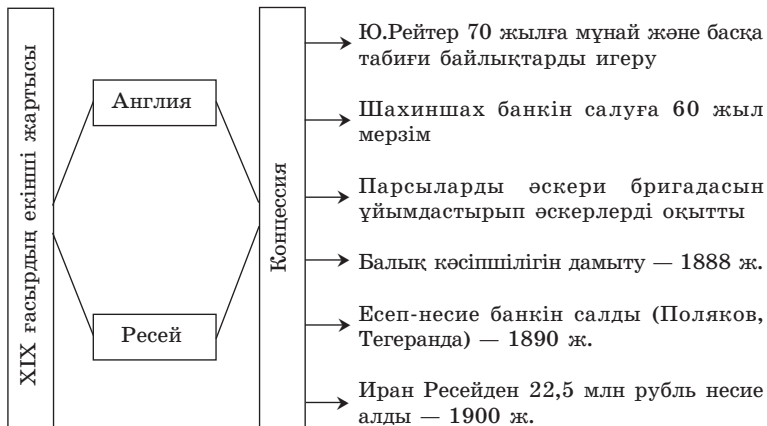 XIX ғасырдың екінші жартысы
Англия
Ресей
Концессия
Ю.Рейтер 70 жылға мұнай және басқа
табиғи байлықтарды игеру
Шахиншах банкін салуға 60 жыл
мерзім
Парсыларды әскери бригадасын
ұйымдастырып әскерлерді оқытты
Балық кәсіпшілігін дамыту — 1888 ж.
Есеп-несие банкін салды (Поляков,
Тегеранда) — 1890 ж.
Иран Ресейден 22,5 млн рубль несие
алды — 1900 ж.